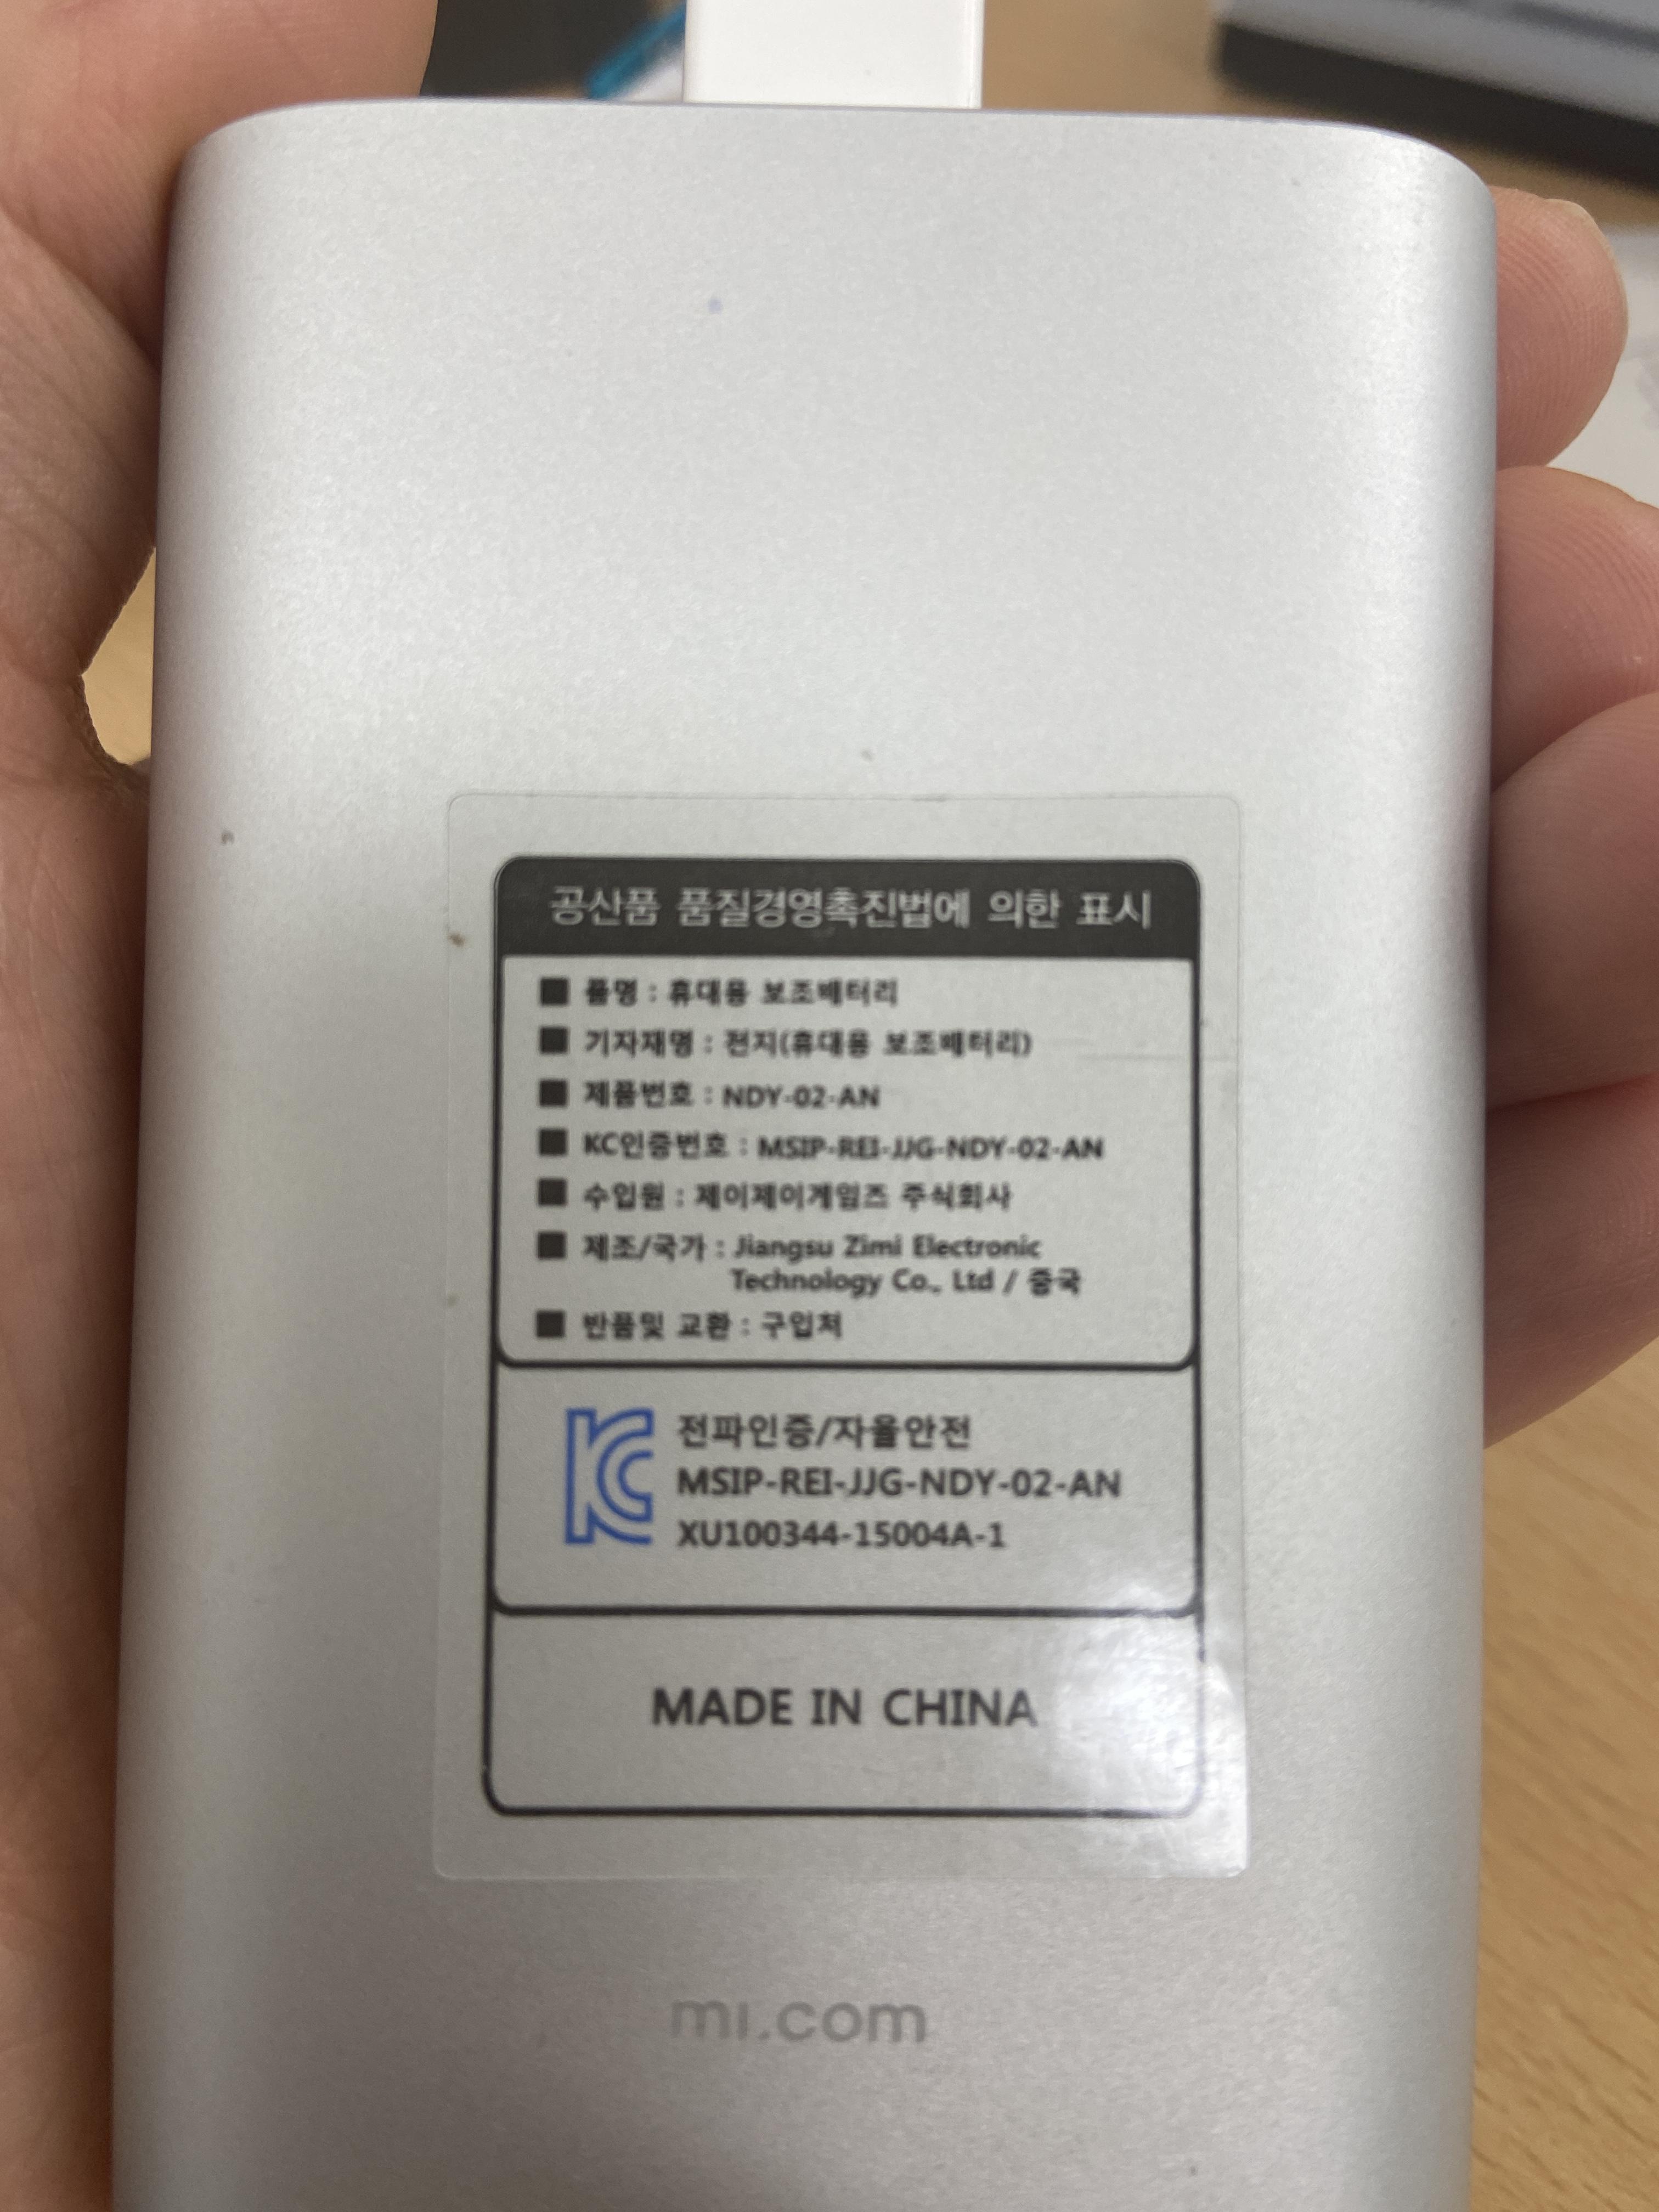 공산품 품질경영촉진법에 의한 표시
■ 품명 : 휴대용 보조배터리
■ 기자재명 : 전지(휴대용 보조배터리)
■ 제품번호 : NDY-02-AN
■ KC인증번호 : MSIP-REI-JJG-NDY-02-AN
■ 수입원 : 제이제이게임즈 주식회사
■ 제조/국가 : Jiangsu Zimi Electronic
Technology Co., Ltd / 중국
■ 반품및 교환 : 구입처
KC 전파인증/자율안전
MSIP-REI-JJG-NDY-02-AN
XU100344-15004A-1
MADE IN CHINA
mi.com